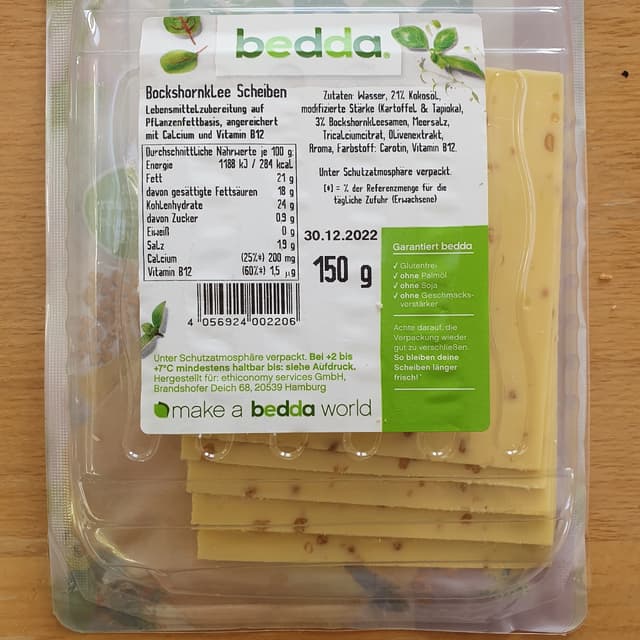 bedda.
BockshornkLee Scheiben
Lebensmittelzubereitung auf
Pflanzenfettbasis, angereichert
mit Calcium und Vitamin B12
Durchschnittliche Nährwerte je 100 g:
Energie 1188 kJ / 284 kcal
Fett 21 g
davon gesättigte Fettsäuren 18 g
Kohlenhydrate 24 g
davon Zucker 0,9 g
Eiweiß 0 g
Salz 1,9 g
Calcium (25%*) 200 mg
Vitamin B12 (60%*) 1,5 µg
4 056924 002206
Zutaten: Wasser, 21% Kokosöl,
modifizierte Stärke (Kartoffel & Tapioka),
3% Bockshornkleesamen, Meersalz,
Tricalciumcitrat, Olivenextrakt,
Aroma, Farbstoff: Carotin, Vitamin B12.
Unter Schutzatmosphäre verpackt.
[*] = % der Referenzmenge für die
tägliche Zufuhr (Erwachsene)
30.12.2022
150 g
Garantiert bedda
✓ Glutenfrei
✓ ohne Palmöl
✓ ohne Soja
✓ ohne Geschmacks-
verstärker
Achte darauf, die
Verpackung wieder
gut zu verschließen.
So bleiben deine
Scheiben länger
frisch!
Unter Schutzatmosphäre verpackt. Bei +2 bis
+7°C mindestens haltbar bis: siehe Aufdruck.
Hergestellt für: ethiconomy services GmbH,
Brandshofer Deich 68, 20539 Hamburg
make a bedda world